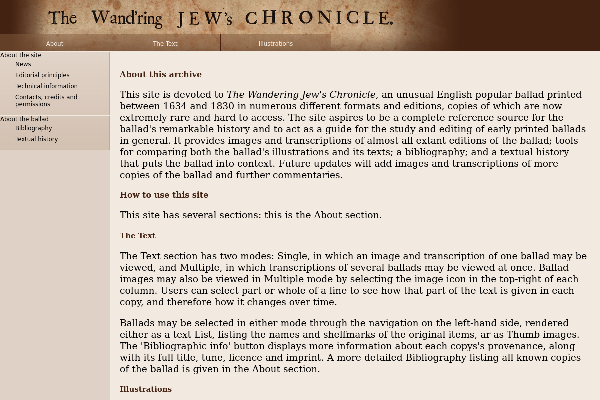 The Wand'ring JEW's CHRONICLE.
About
The Text
Illustrations
About the site
News
Editorial principles
Technical information
Contacts, credits and
permissions
About the ballad
Bibliography
Textual history
About this archive
This site is devoted to The Wandering Jew's Chronicle, an unusual English popular ballad printed
between 1634 and 1830 in numerous different formats and editions, copies of which are now
extremely rare and hard to access. The site aspires to be a complete reference source for the
ballad's remarkable history and to act as a guide for the study and editing of early printed ballads
in general. It provides images and transcriptions of almost all extant editions of the ballad; tools
for comparing both the ballad's illustrations and its texts; a bibliography; and a textual history
that puts the ballad into context. Future updates will add images and transcriptions of more
copies of the ballad and further commentaries.
How to use this site
This site has several sections: this is the About section.
The Text
The Text section has two modes: Single, in which an image and transcription of one ballad may be
viewed, and Multiple, in which transcriptions of several ballads may be viewed at once. Ballad
images may also be viewed in Multiple mode by selecting the image icon in the top-right of each
column. Users can select part or whole of a line to see how that part of the text is given in each
copy, and therefore how it changes over time.
Ballads may be selected in either mode through the navigation on the left-hand side, rendered
either as a text List, listing the names and shelfmarks of the original items, ar as Thumb images.
The 'Bibliographic info' button displays more information about each copys's provenance, along
with its full title, tune, licence and imprint. A more detailed Bibliography listing all known copies
of the ballad is given in the About section.
Illustrations